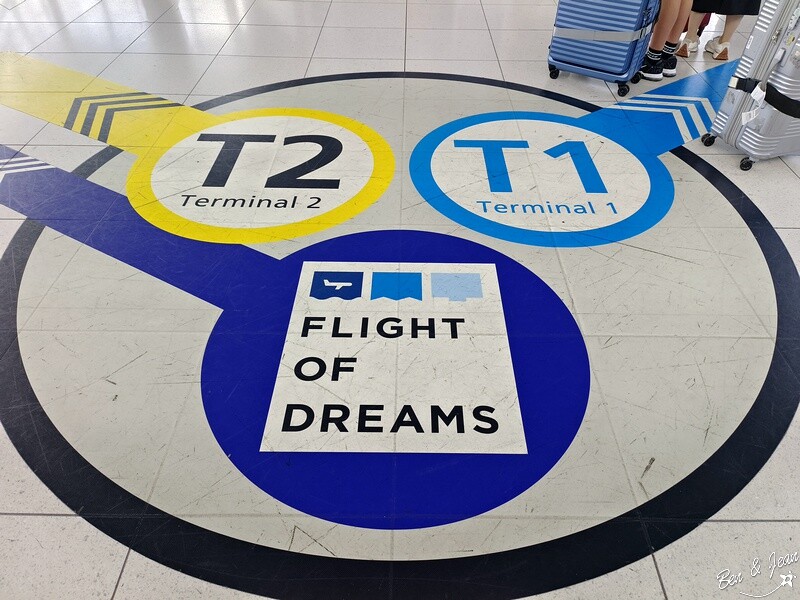 T2
Terminal 2
T1
Terminal 1
FLIGHT
OF
DREAMS
Ben & Jean